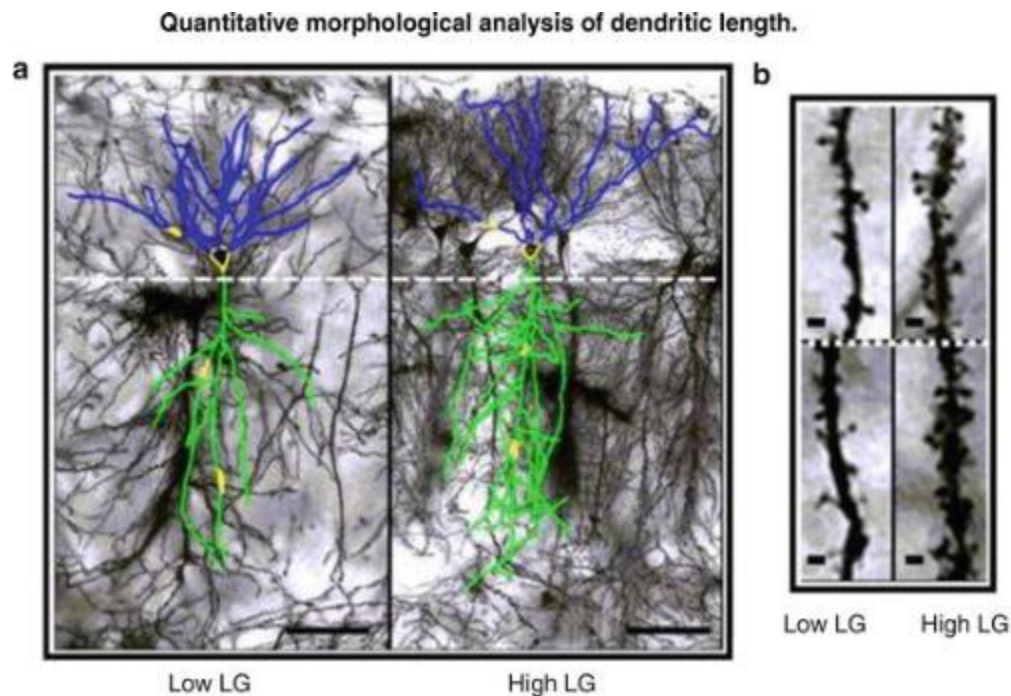 Quantitative morphological analysis of dendritic length.
a
b
Low LG
High LG
Low LG
High LG